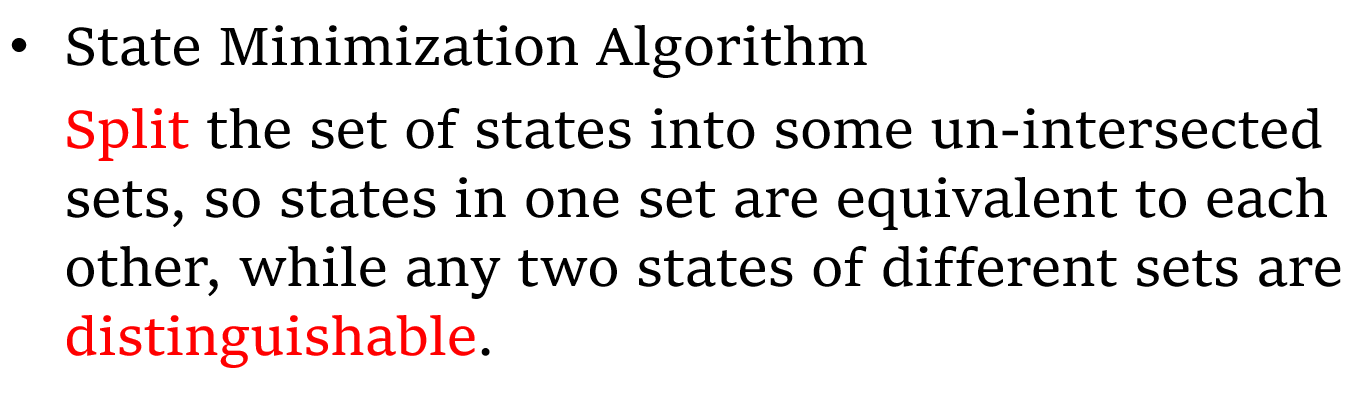 • State Minimization Algorithm
Split the set of states into some un-intersected
sets, so states in one set are equivalent to each
other, while any two states of different sets are
distinguishable.